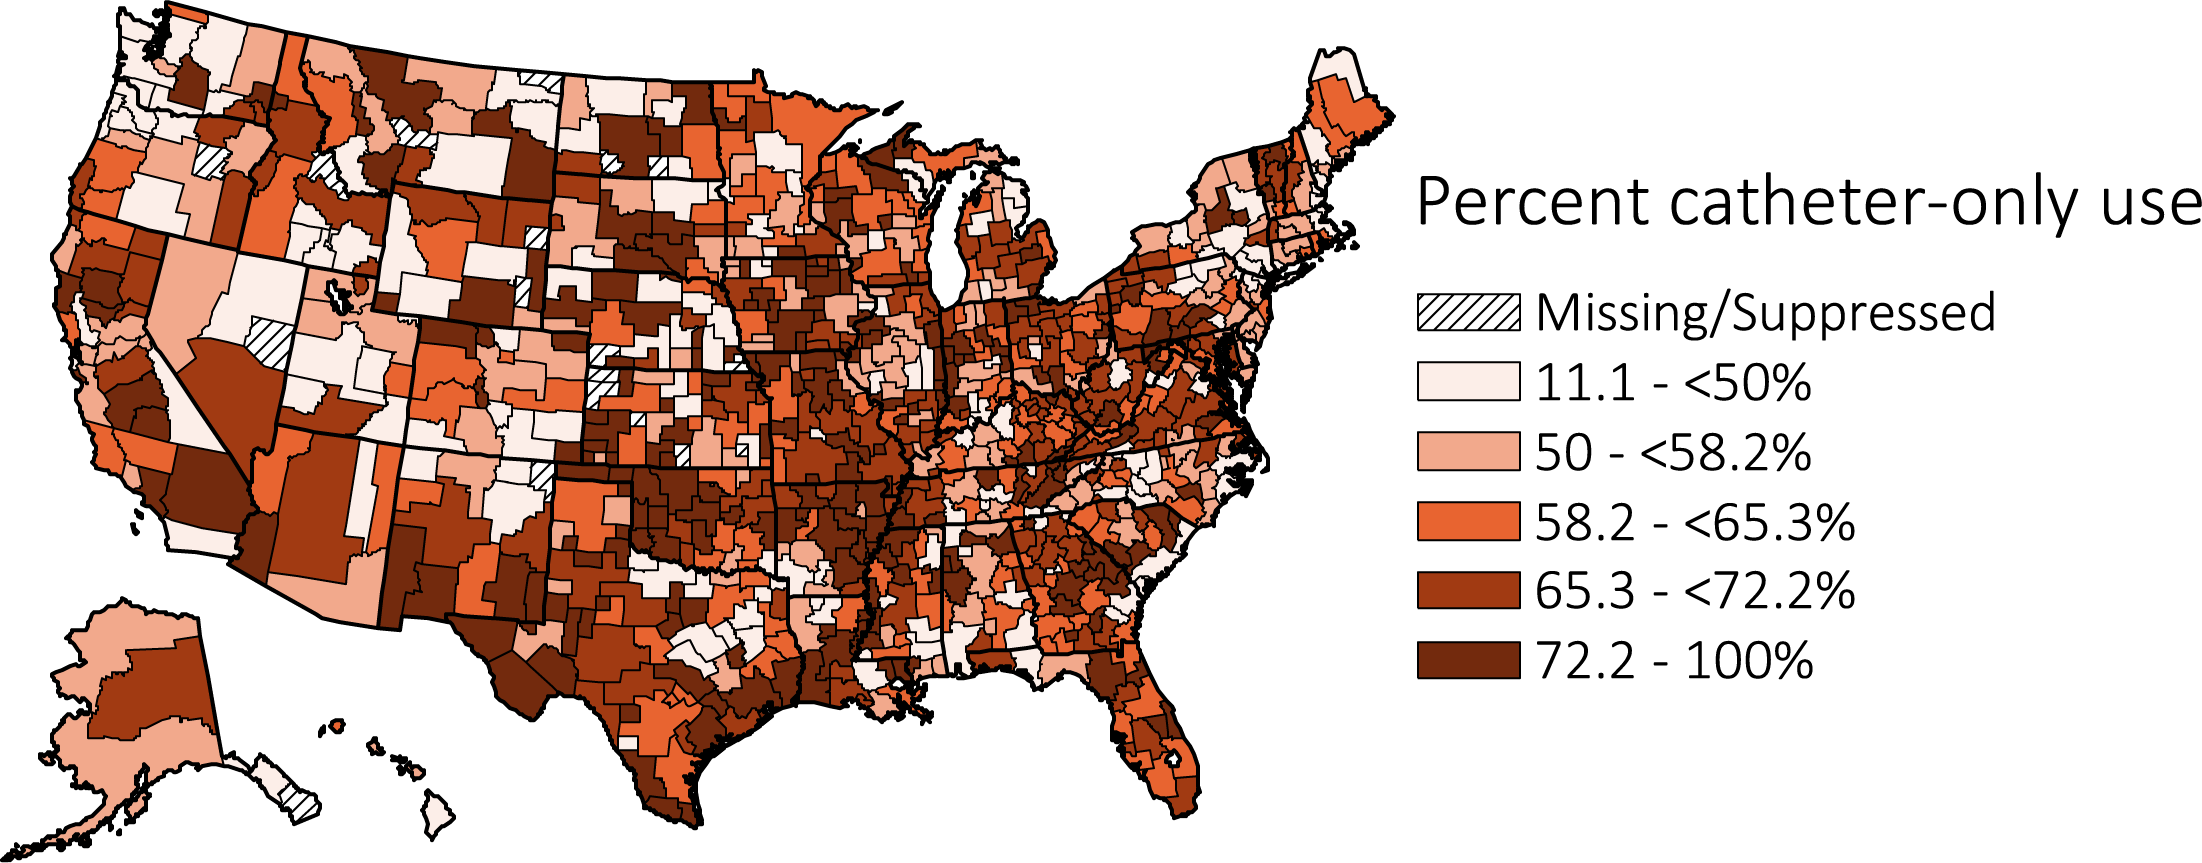 Percent catheter-only use
Missing/Suppressed
11.1 - <50%
50 - <58.2%
58.2 - <65.3%
65.3 - <72.2%
72.2 - 100%